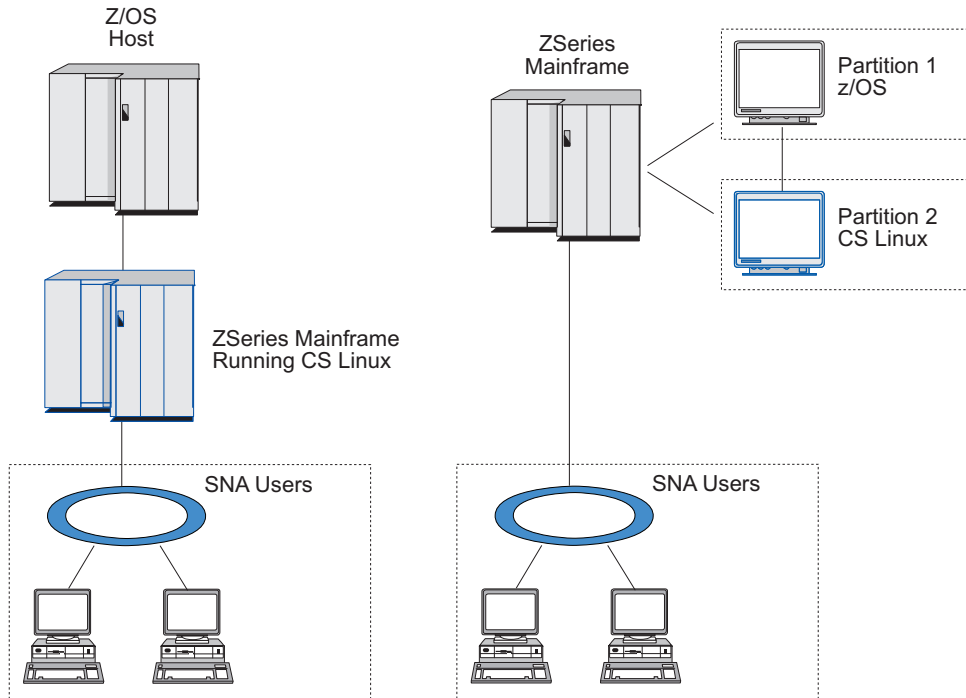 Z/OS
Host
ZSeries Mainframe
Running CS Linux
SNA Users
ZSeries
Mainframe
Partition 1
z/OS
Partition 2
CS Linux
SNA Users